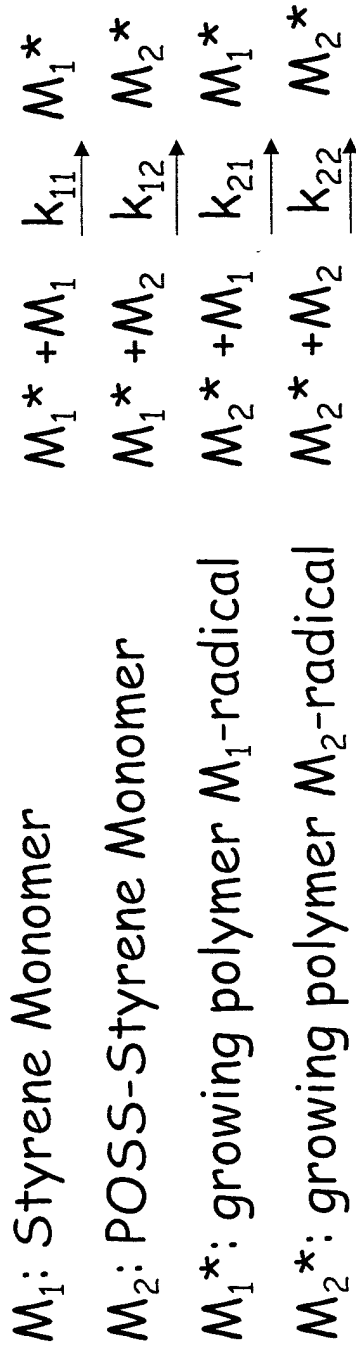 M₁: Styrene Monomer
M₂: POSS-Styrene Monomer
M₁*: growing polymer M₁-radical
M₂*: growing polymer M₂-radical
M₁* +M₁ k₁₁ → M₁*
M₁* +M₂ k₁₂ → M₂*
M₂* +M₁ k₂₁ → M₁*
M₂* +M₂ k₂₂ → M₂*